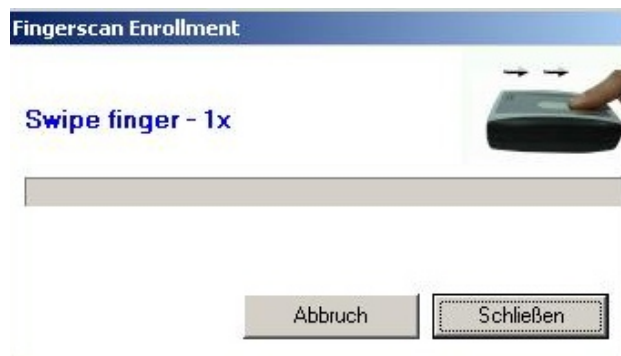 Fingerscan Enrollment
Swipe finger - 1x
Abbruch
Schließen